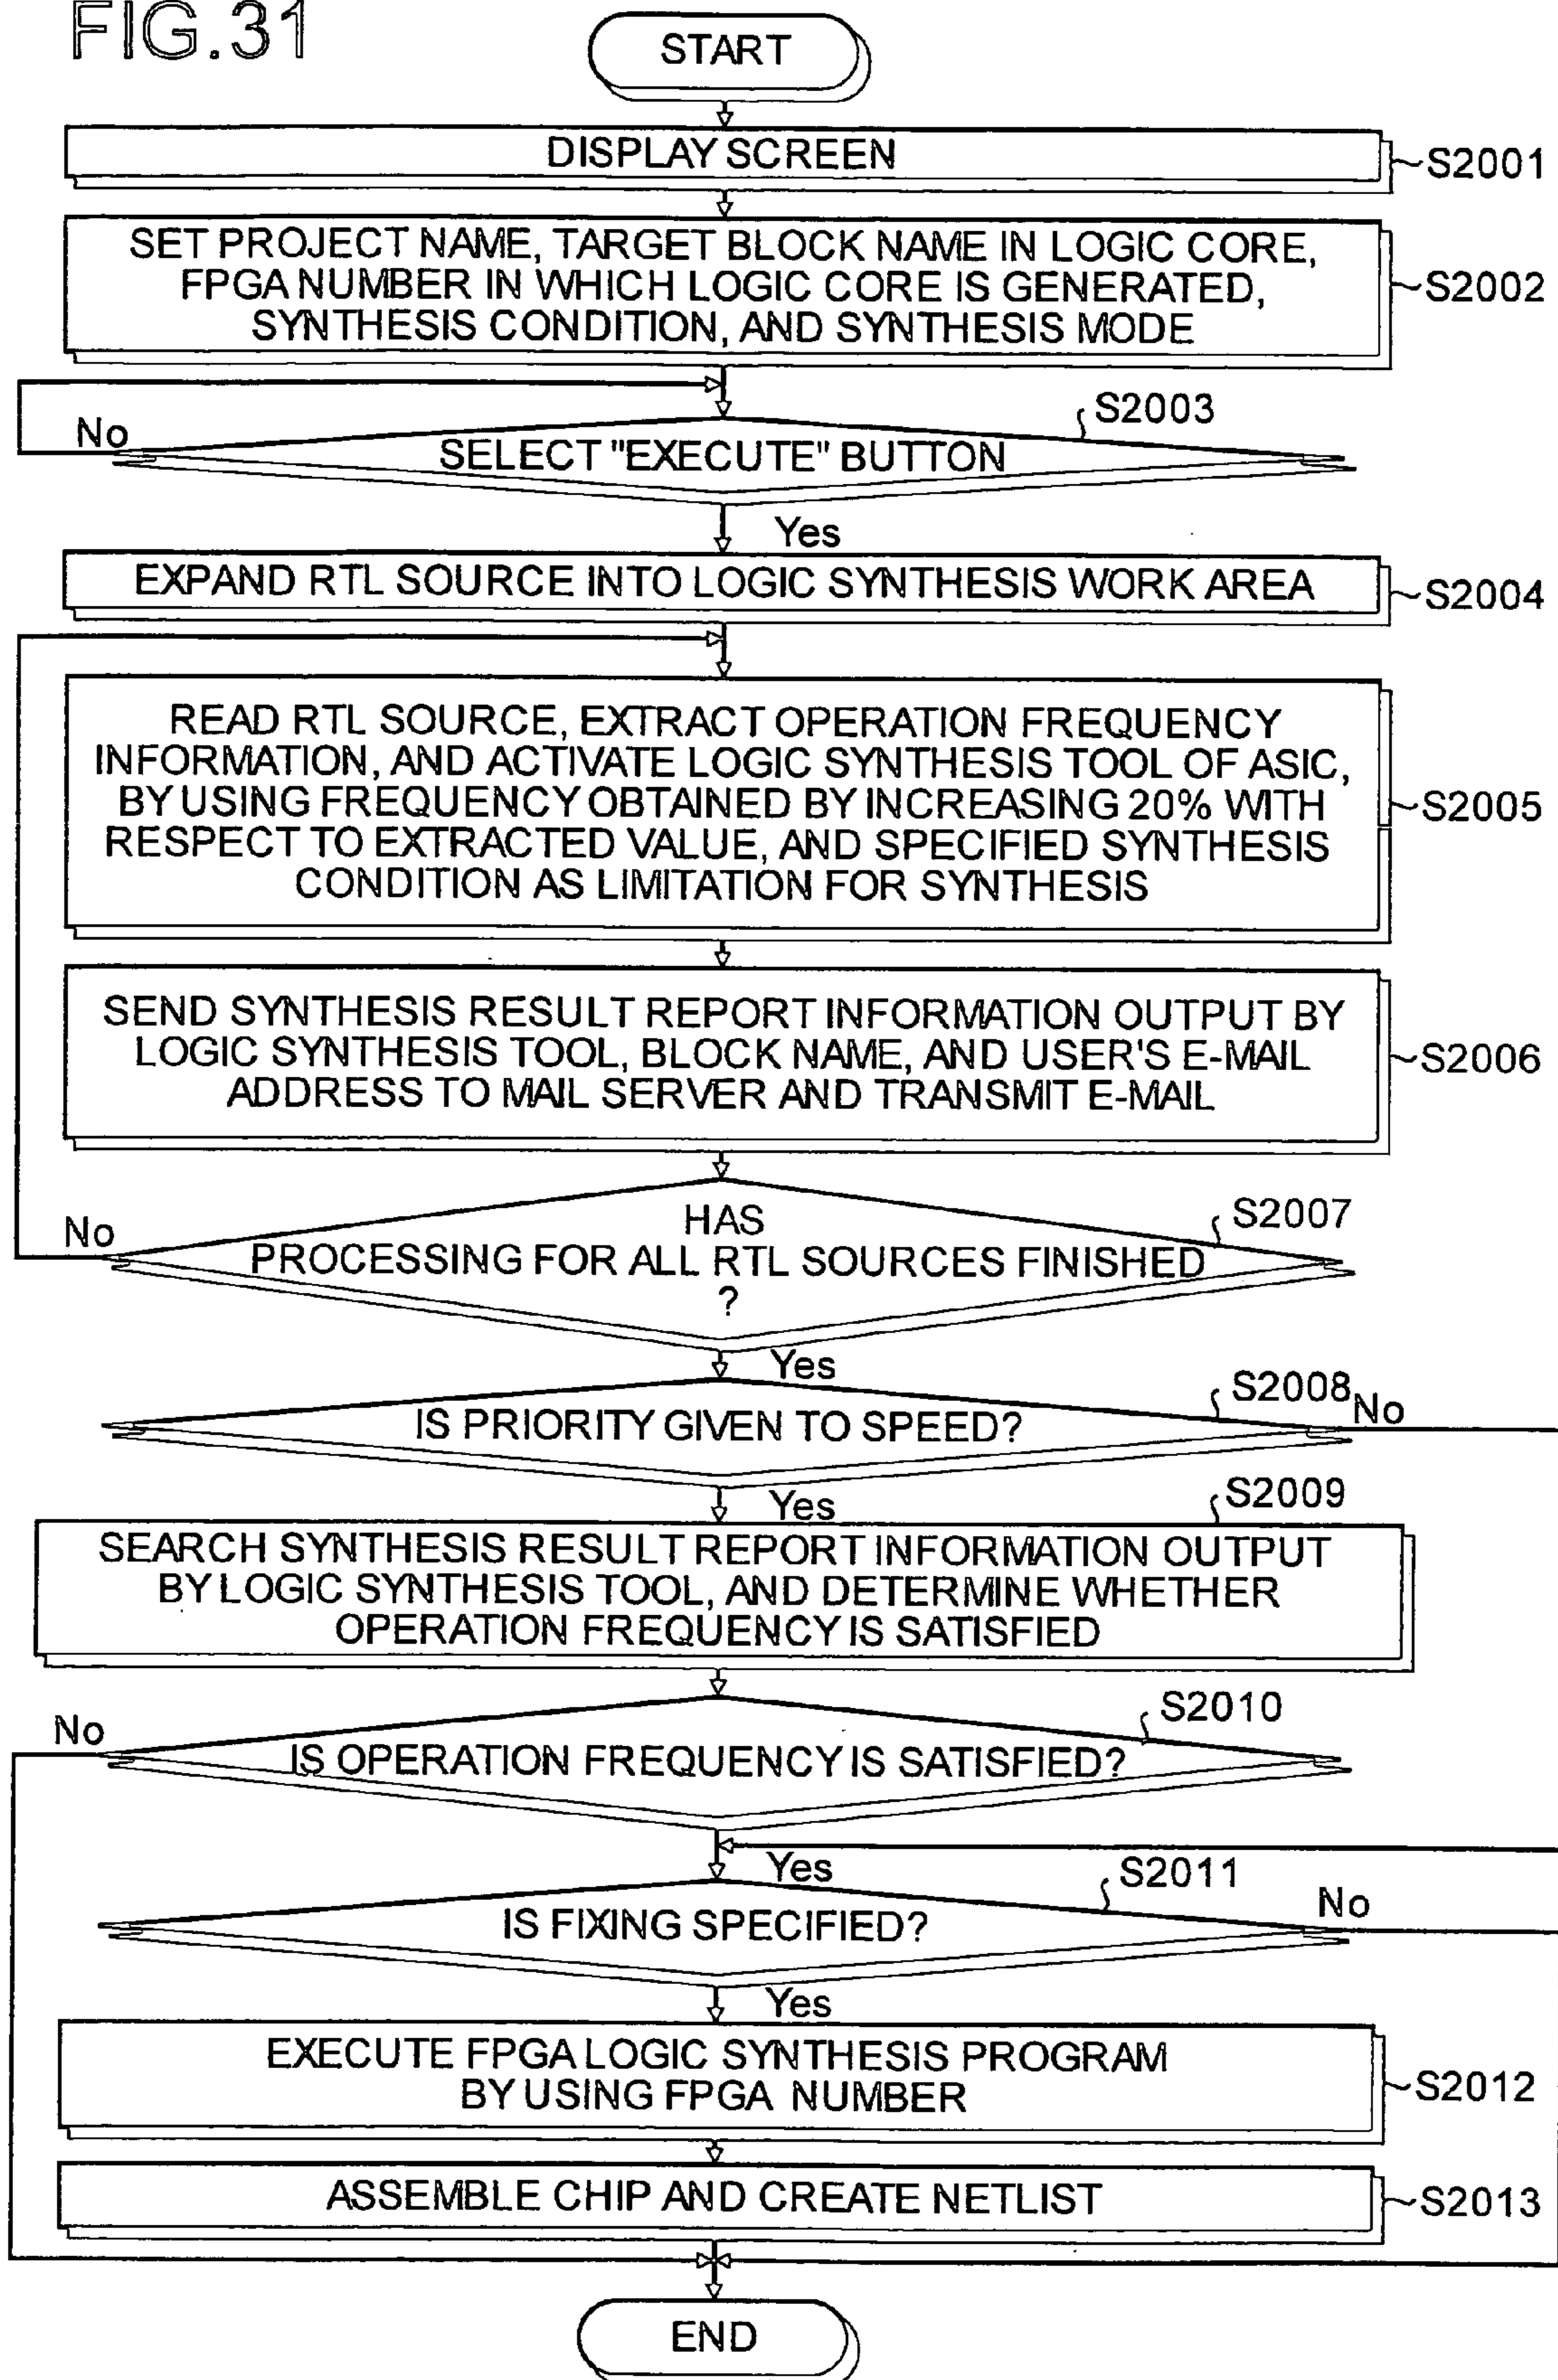 FIG.31
START
DISPLAY SCREEN
S2001
SET PROJECT NAME, TARGET BLOCK NAME IN LOGIC CORE,
FPGA NUMBER IN WHICH LOGIC CORE IS GENERATED,
SYNTHESIS CONDITION, AND SYNTHESIS MODE
S2002
S2003
No
SELECT "EXECUTE" BUTTON
Yes
EXPAND RTL SOURCE INTO LOGIC SYNTHESIS WORK AREA
S2004
READ RTL SOURCE, EXTRACT OPERATION FREQUENCY
INFORMATION, AND ACTIVATE LOGIC SYNTHESIS TOOL OF ASIC,
BY USING FREQUENCY OBTAINED BY INCREASING 20% WITH
RESPECT TO EXTRACTED VALUE, AND SPECIFIED SYNTHESIS
CONDITION AS LIMITATION FOR SYNTHESIS
S2005
SEND SYNTHESIS RESULT REPORT INFORMATION OUTPUT BY
LOGIC SYNTHESIS TOOL, BLOCK NAME, AND USER'S E-MAIL
ADDRESS TO MAIL SERVER AND TRANSMIT E-MAIL
S2006
S2007
No
HAS
PROCESSING FOR ALL RTL SOURCES FINISHED
?
Yes
S2008
No
IS PRIORITY GIVEN TO SPEED?
Yes
S2009
SEARCH SYNTHESIS RESULT REPORT INFORMATION OUTPUT
BY LOGIC SYNTHESIS TOOL, AND DETERMINE WHETHER
OPERATION FREQUENCY IS SATISFIED
S2010
No
IS OPERATION FREQUENCY IS SATISFIED?
Yes
S2011
No
IS FIXING SPECIFIED?
Yes
EXECUTE FPGA LOGIC SYNTHESIS PROGRAM
BY USING FPGA NUMBER
S2012
ASSEMBLE CHIP AND CREATE NETLIST
S2013
END